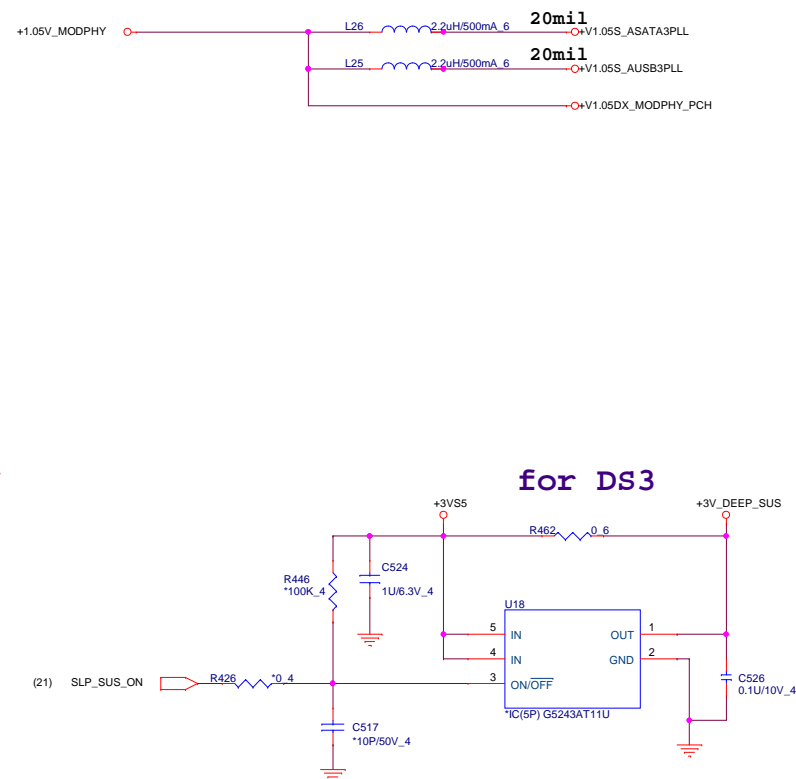 20mil
+1.05V_MODPHY L26 2.2uH/500mA_6 +V1.05S_ASATA3PLL
20mil
L25 2.2uH/500mA_6 +V1.05S_AUSB3PLL
+V1.05DX_MODPHY_PCH
for DS3
+3VS5 +3V_DEEP_SUS
R462 0_6
C524
R446 1U/6.3V_4
*100K_4
U18
5 IN OUT 1
4 IN GND 2
(21) SLP_SUS_ON R426 *0_4 3 ON/OFF
C526
0.1U/10V_4
*IC(5P) G5243AT11U
C517
*10P/50V_4